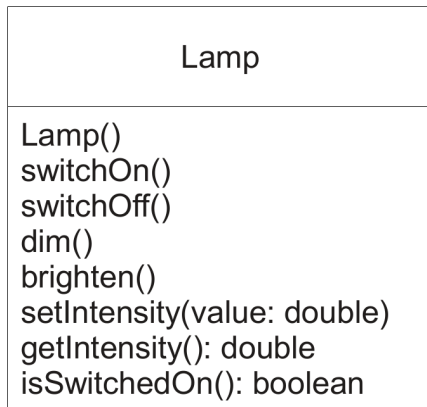 Lamp
Lamp()
switchOn()
switchOff()
dim()
brighten()
setIntensity(value: double)
getIntensity(): double
isSwitchedOn(): boolean